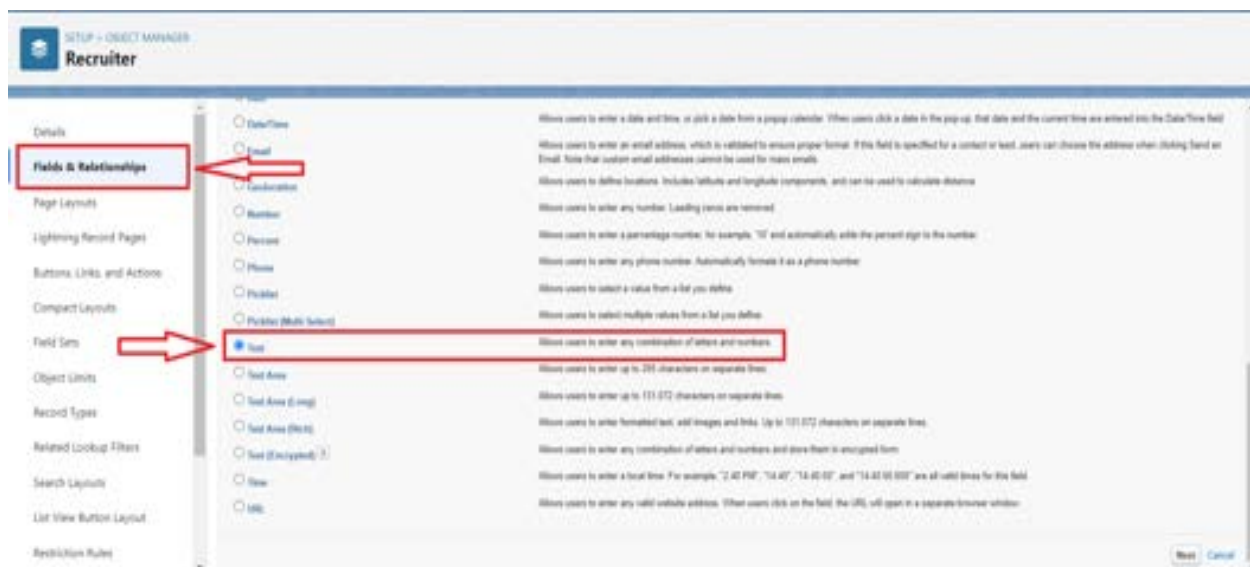 SETUP > OBJECT MANAGER
Recruiter
Details
Fields & Relationships
Page Layouts
Lightning Record Pages
Buttons, Links, and Actions
Compact Layouts
Field Sets
Object Limits
Record Types
Related Lookup Filters
Search Layouts
List View Button Layout
Restriction Rules
Date/Time Allows users to enter a date and time, or pick a date from a popup calendar. When users click a date in the pop-up, that date and the current time are entered into the Date/Time field.
Email Allows users to enter an email address, which is validated to ensure proper format. If this field is specified for a contact or lead, users can choose the address when clicking Send an
Email. Note that custom email addresses cannot be used for mass emails.
Geolocation Allows users to define locations. Includes latitude and longitude components, and can be used to calculate distance.
Number Allows users to enter any number. Leading zeros are removed.
Percent Allows users to enter a percentage number, for example, '10' and automatically adds the percent sign to the number.
Phone Allows users to enter any phone number. Automatically formats it as a phone number.
Picklist Allows users to select a value from a list you define.
Picklist (Multi-Select) Allows users to select multiple values from a list you define.
Text Allows users to enter any combination of letters and numbers.
Text Area Allows users to enter up to 255 characters on separate lines.
Text Area (Long) Allows users to enter up to 131,072 characters on separate lines.
Text Area (Rich) Allows users to enter formatted text, add images and links. Up to 131,072 characters on separate lines.
Text (Encrypted) Allows users to enter any combination of letters and numbers and store them in encrypted form.
Time Allows users to enter a local time. For example, "2:40 PM", "14:40", "14:40:00", and "14:40:50.600" are all valid times for this field.
URL Allows users to enter any valid website address. When users click on the field, the URL will open in a separate browser window.
Next Cancel